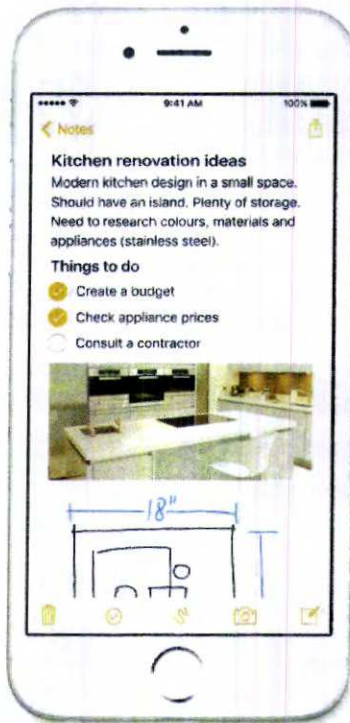 9:41 AM
100%
Notes
Kitchen renovation ideas
Modern kitchen design in a small space.
Should have an island. Plenty of storage.
Need to research colours, materials and
appliances (stainless steel).
Things to do
Create a budget
Check appliance prices
Consult a contractor
18"